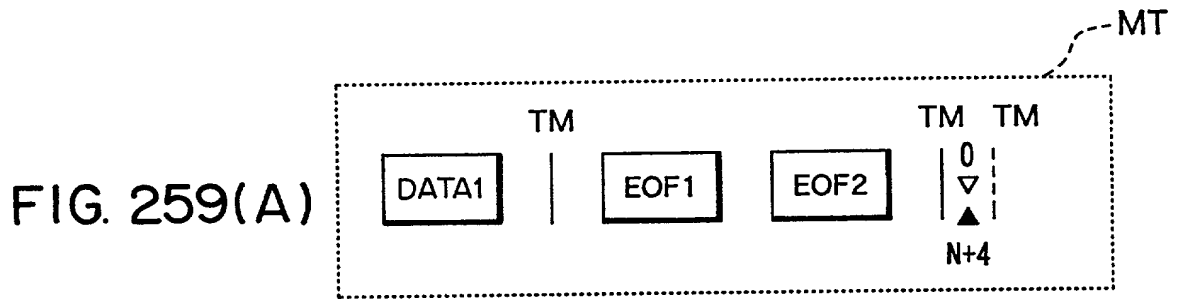 MT
TM TM TM
0
DATA1 EOF1 EOF2
FIG. 259(A)
N+4